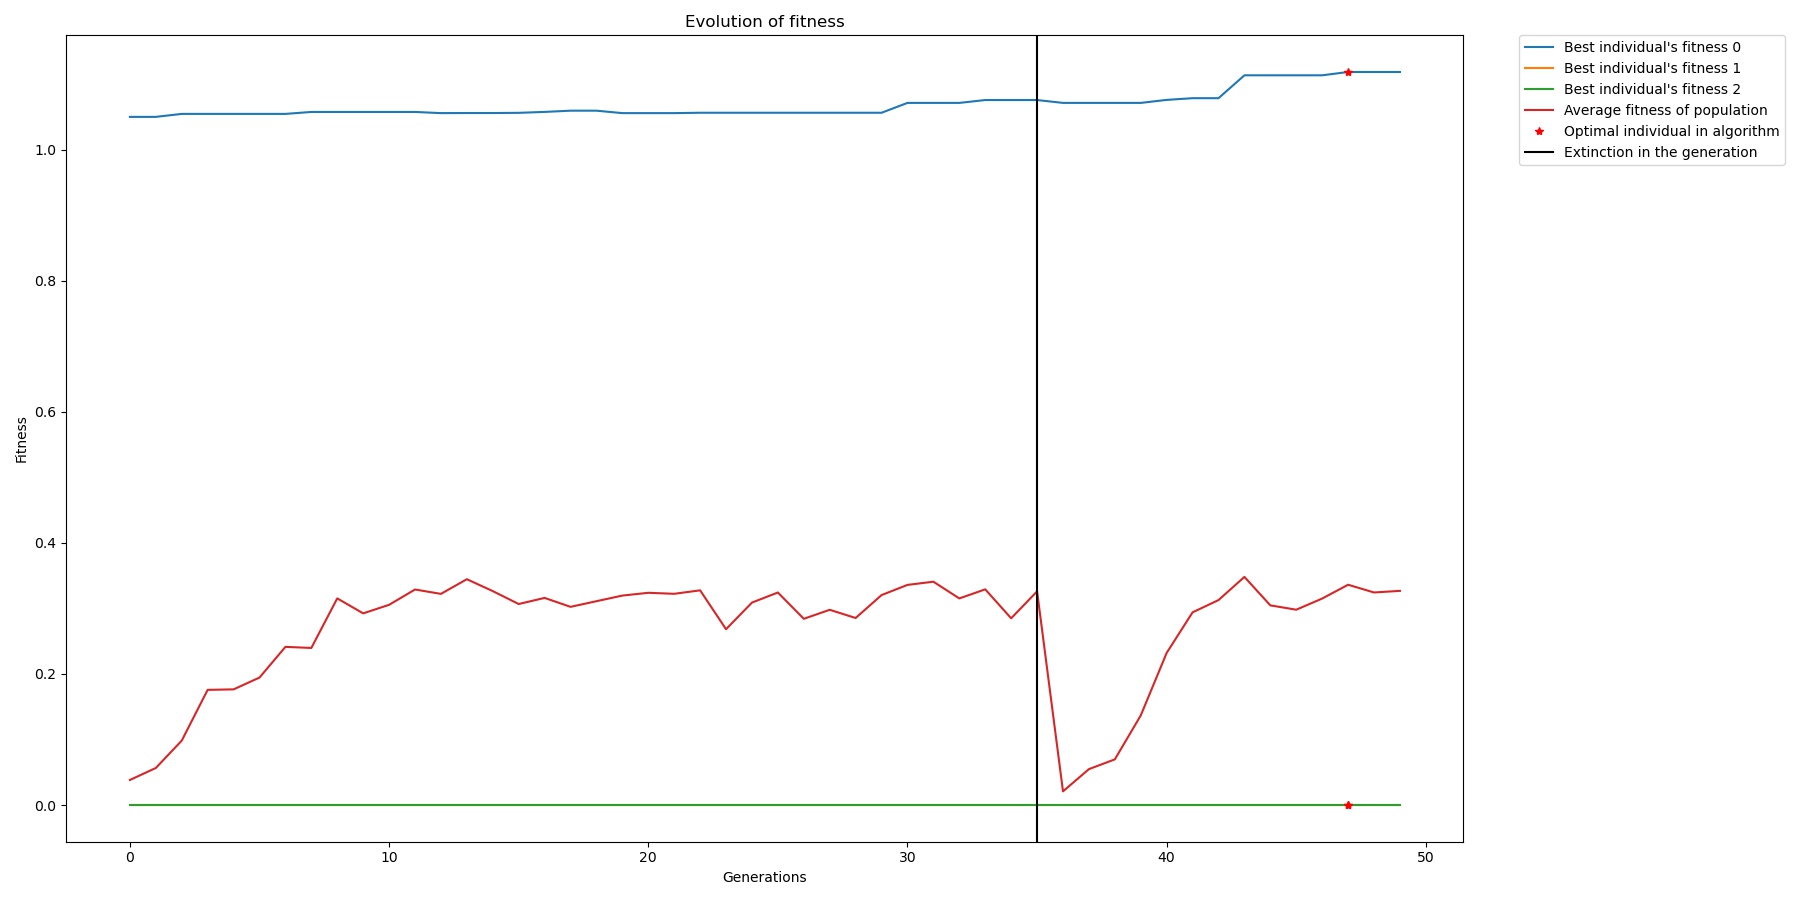 Evolution of fitness
Best individual's fitness 0
Best individual's fitness 1
Best individual's fitness 2
Average fitness of population
Optimal individual in algorithm
Extinction in the generation
Fitness
1.0
0.8
0.6
0.4
0.2
0.0
0 10 20 30 40 50
Generations